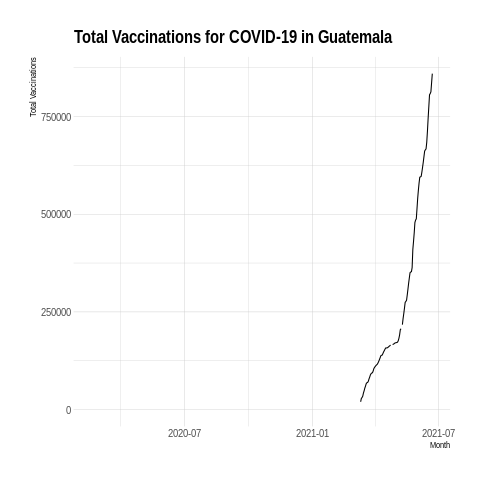 Total Vaccinations for COVID-19 in Guatemala
Total Vaccinations
750000
500000
250000
0
2020-07
2021-01
2021-07
Month